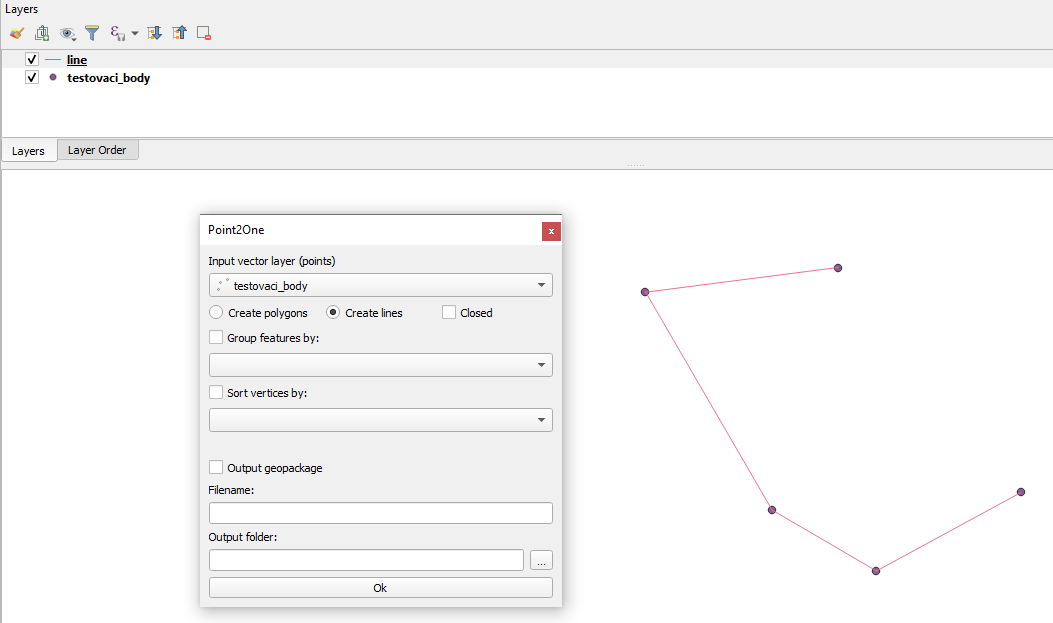 Layers
line
testovaci_body
Layers
Layer Order
Point2One
Input vector layer (points)
testovaci_body
Create polygons
Create lines
Closed
Group features by:
Sort vertices by:
Output geopackage
Filename:
Output folder:
...
Ok